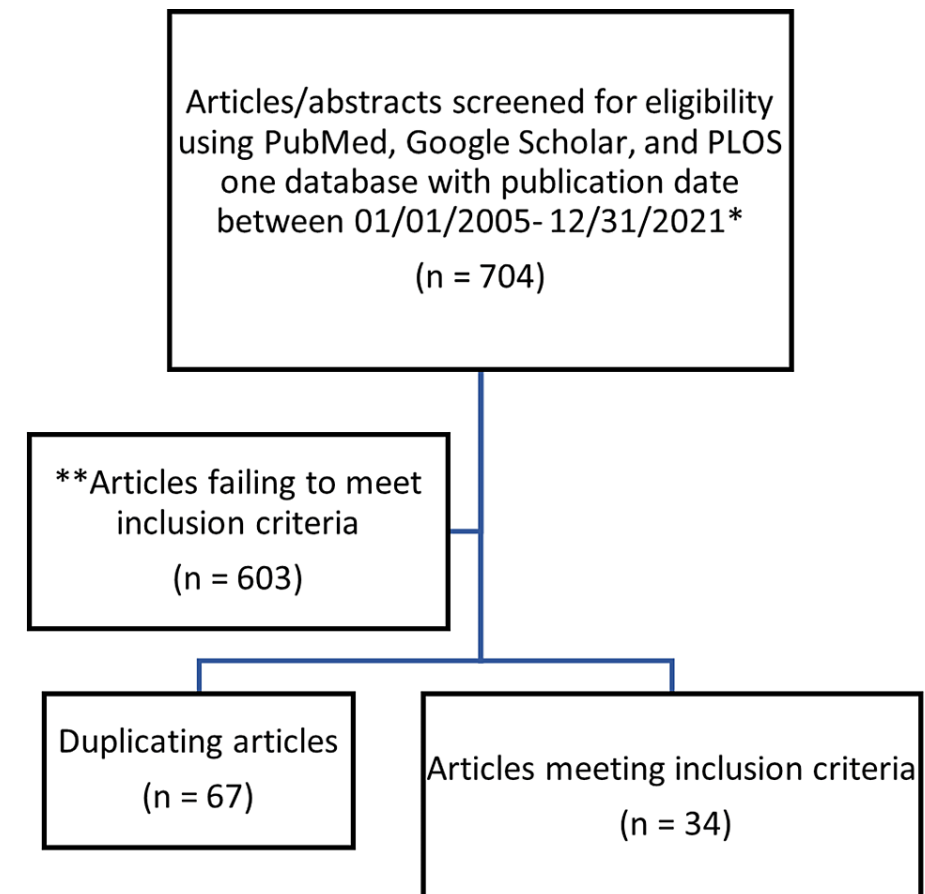 Articles/abstracts screened for eligibility
using PubMed, Google Scholar, and PLOS
one database with publication date
between 01/01/2005- 12/31/2021*
(n = 704)
**Articles failing to meet
inclusion criteria
(n = 603)
Duplicating articles
(n = 67)
Articles meeting inclusion criteria
(n = 34)